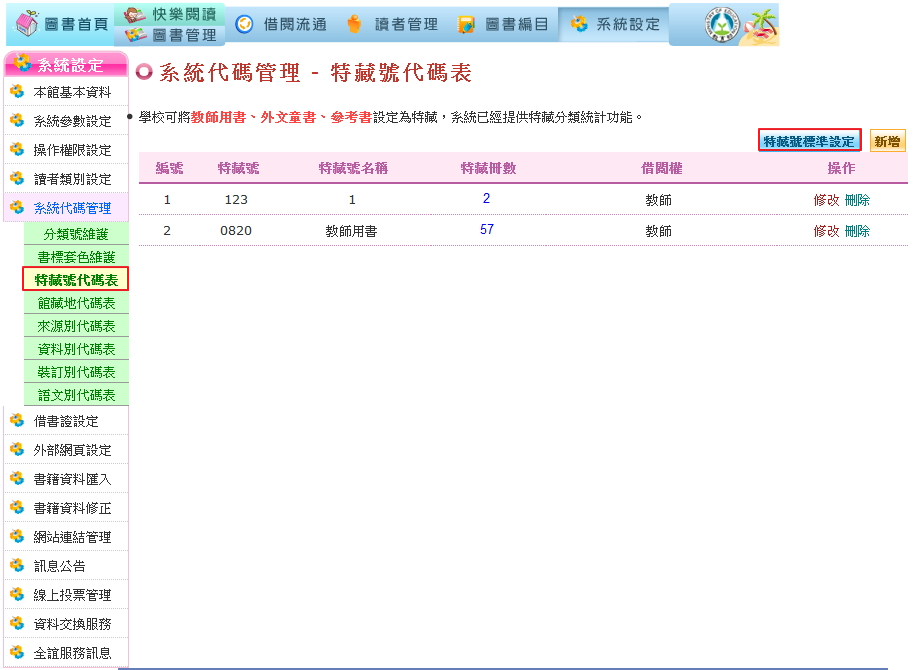 圖書首頁
快樂閱讀
圖書管理
借閱流通
讀者管理
圖書編目
系統設定
系統設定
本館基本資料
系統參數設定
操作權限設定
讀者類別設定
系統代碼管理
分類號維護
書標套色維護
特藏號代碼表
館藏地代碼表
來源別代碼表
資料別代碼表
裝訂別代碼表
語文別代碼表
借書證設定
外部網頁設定
書籍資料匯入
書籍資料修正
網站連結管理
訊息公告
線上投票管理
資料交換服務
全誼服務訊息
系統代碼管理 - 特藏號代碼表
學校可將教師用書、外文童書、參考書設定為特藏，系統已經提供特藏分類統計功能。
特藏號標準設定 新增
編號 特藏號 特藏號名稱 特藏冊數 借閱權 操作
1 123 1 2 教師 修改 刪除
2 0820 教師用書 57 教師 修改 刪除